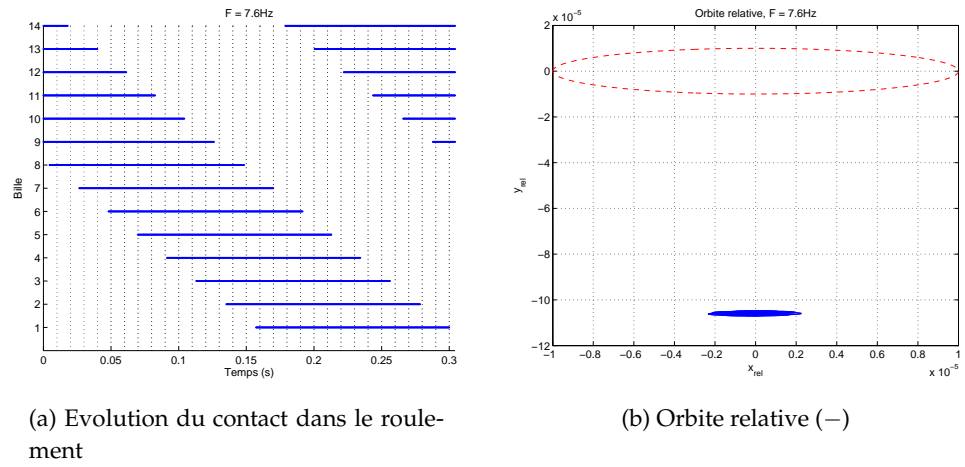 F = 7.6Hz
14
13
12
11
10
9
8
7
6
5
4
3
2
1
Bille
0 0.05 0.1 0.15 0.2 0.25 0.3
Temps (s)
x 10⁻⁵
Orbite relative, F = 7.6Hz
2
0
−2
−4
−6
−8
−10
−12
y_rel
−1 −0.8 −0.6 −0.4 −0.2 0 0.2 0.4 0.6 0.8 1
x_rel
x 10⁻⁵
(a) Evolution du contact dans le roule-
ment
(b) Orbite relative (−)